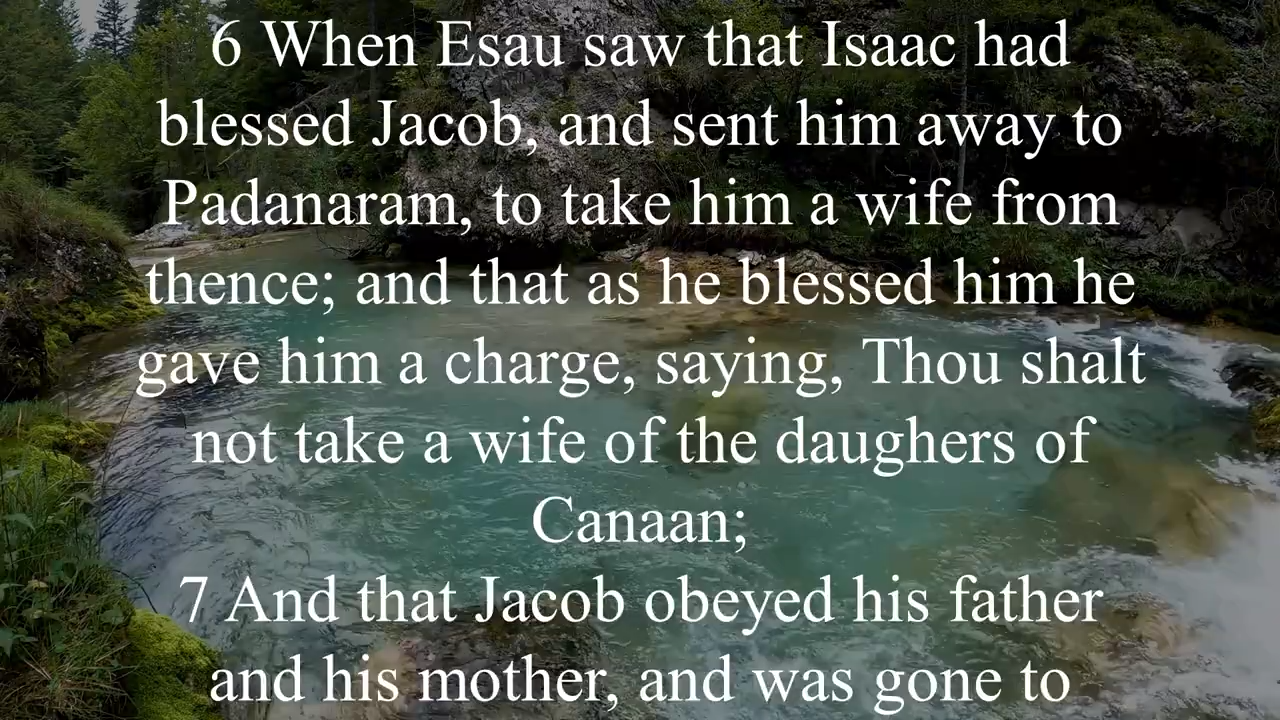 6 When Esau saw that Isaac had
blessed Jacob, and sent him away to
Padanaram, to take him a wife from
thence; and that as he blessed him he
gave him a charge, saying, Thou shalt
not take a wife of the daughers of
Canaan;
7 And that Jacob obeyed his father
and his mother, and was gone to